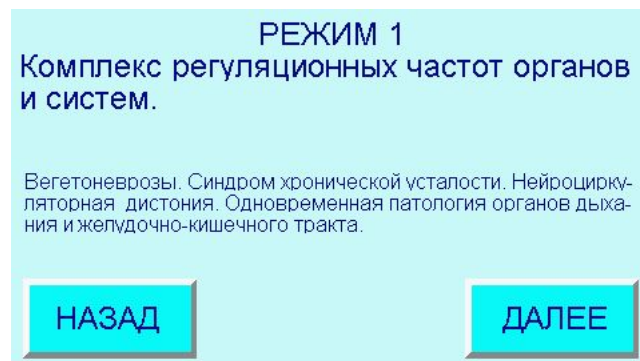 РЕЖИМ 1
Комплекс регуляционных частот органов
и систем.
Вегетоневрозы. Синдром хронической усталости. Нейроцирку-
ляторная дистония. Одновременная патология органов дыха-
ния и желудочно-кишечного тракта.
НАЗАД
ДАЛЕЕ